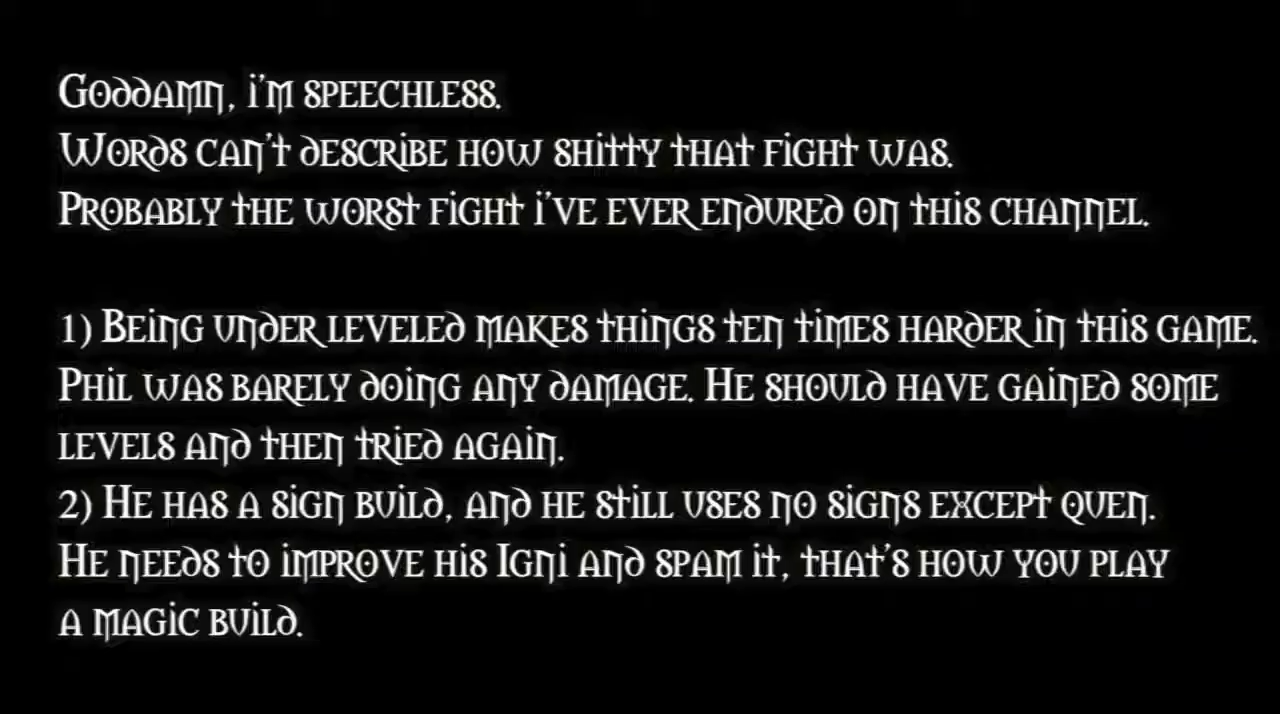 Goddamn, i'm speechless.
Words can't describe how shitty that fight was.
Probably the worst fight i've ever endured on this channel.
1) Being under leveled makes things ten times harder in this game.
Phil was barely doing any damage. He should have gained some
levels and then tried again.
2) He has a sign build, and he still uses no signs except quen.
He needs to improve his Igni and spam it, that's how you play
a magic build.